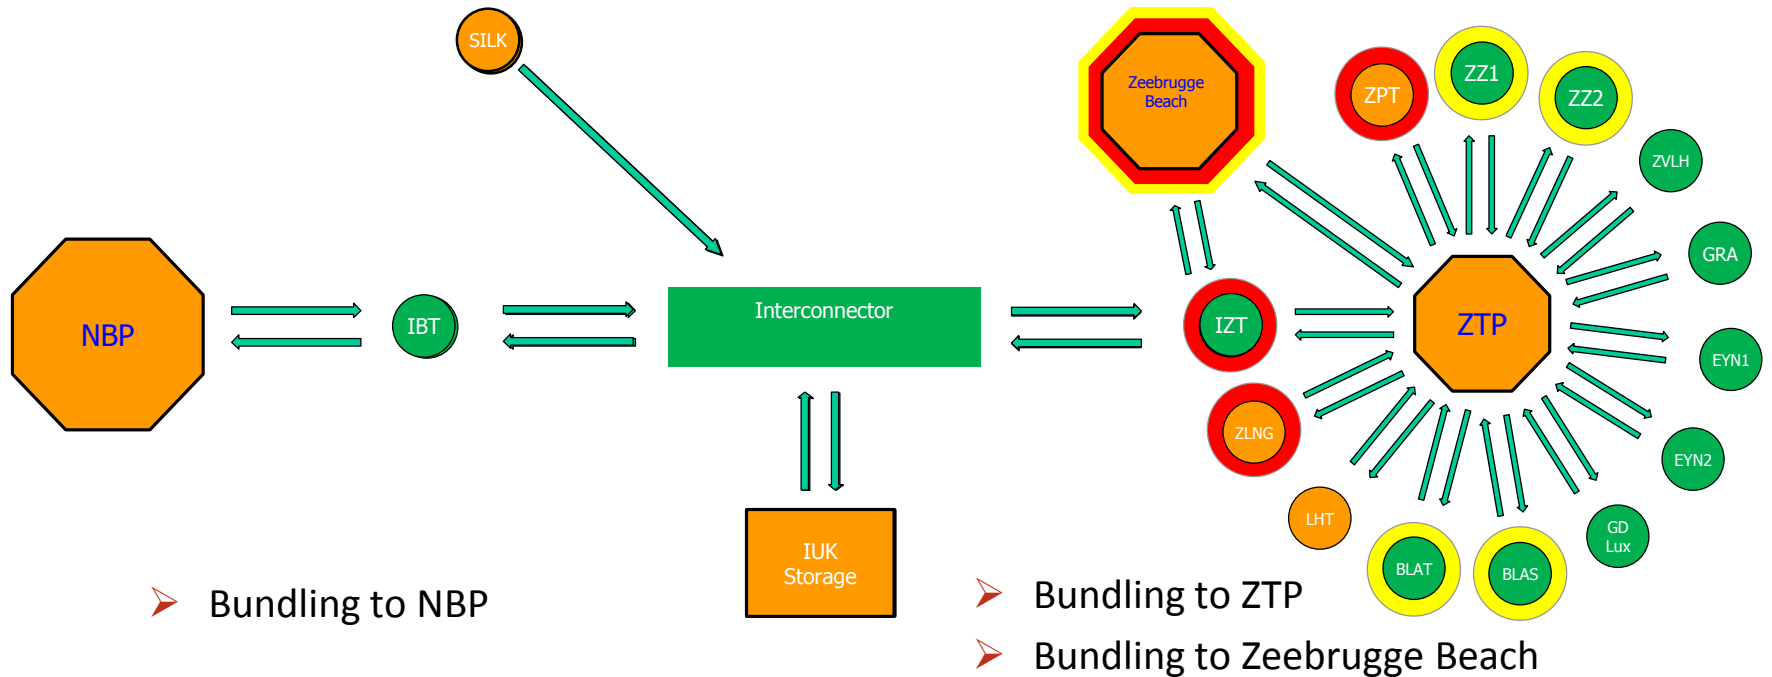 SILK
Zeebrugge
Beach
ZPT
ZZ1
ZZ2
ZVLH
GRA
NBP
IBT
Interconnector
IZT
ZTP
EYN1
ZLNG
EYN2
LHT
GD
Lux
BLAT
BLAS
IUK
Storage
Bundling to NBP
Bundling to ZTP
Bundling to Zeebrugge Beach